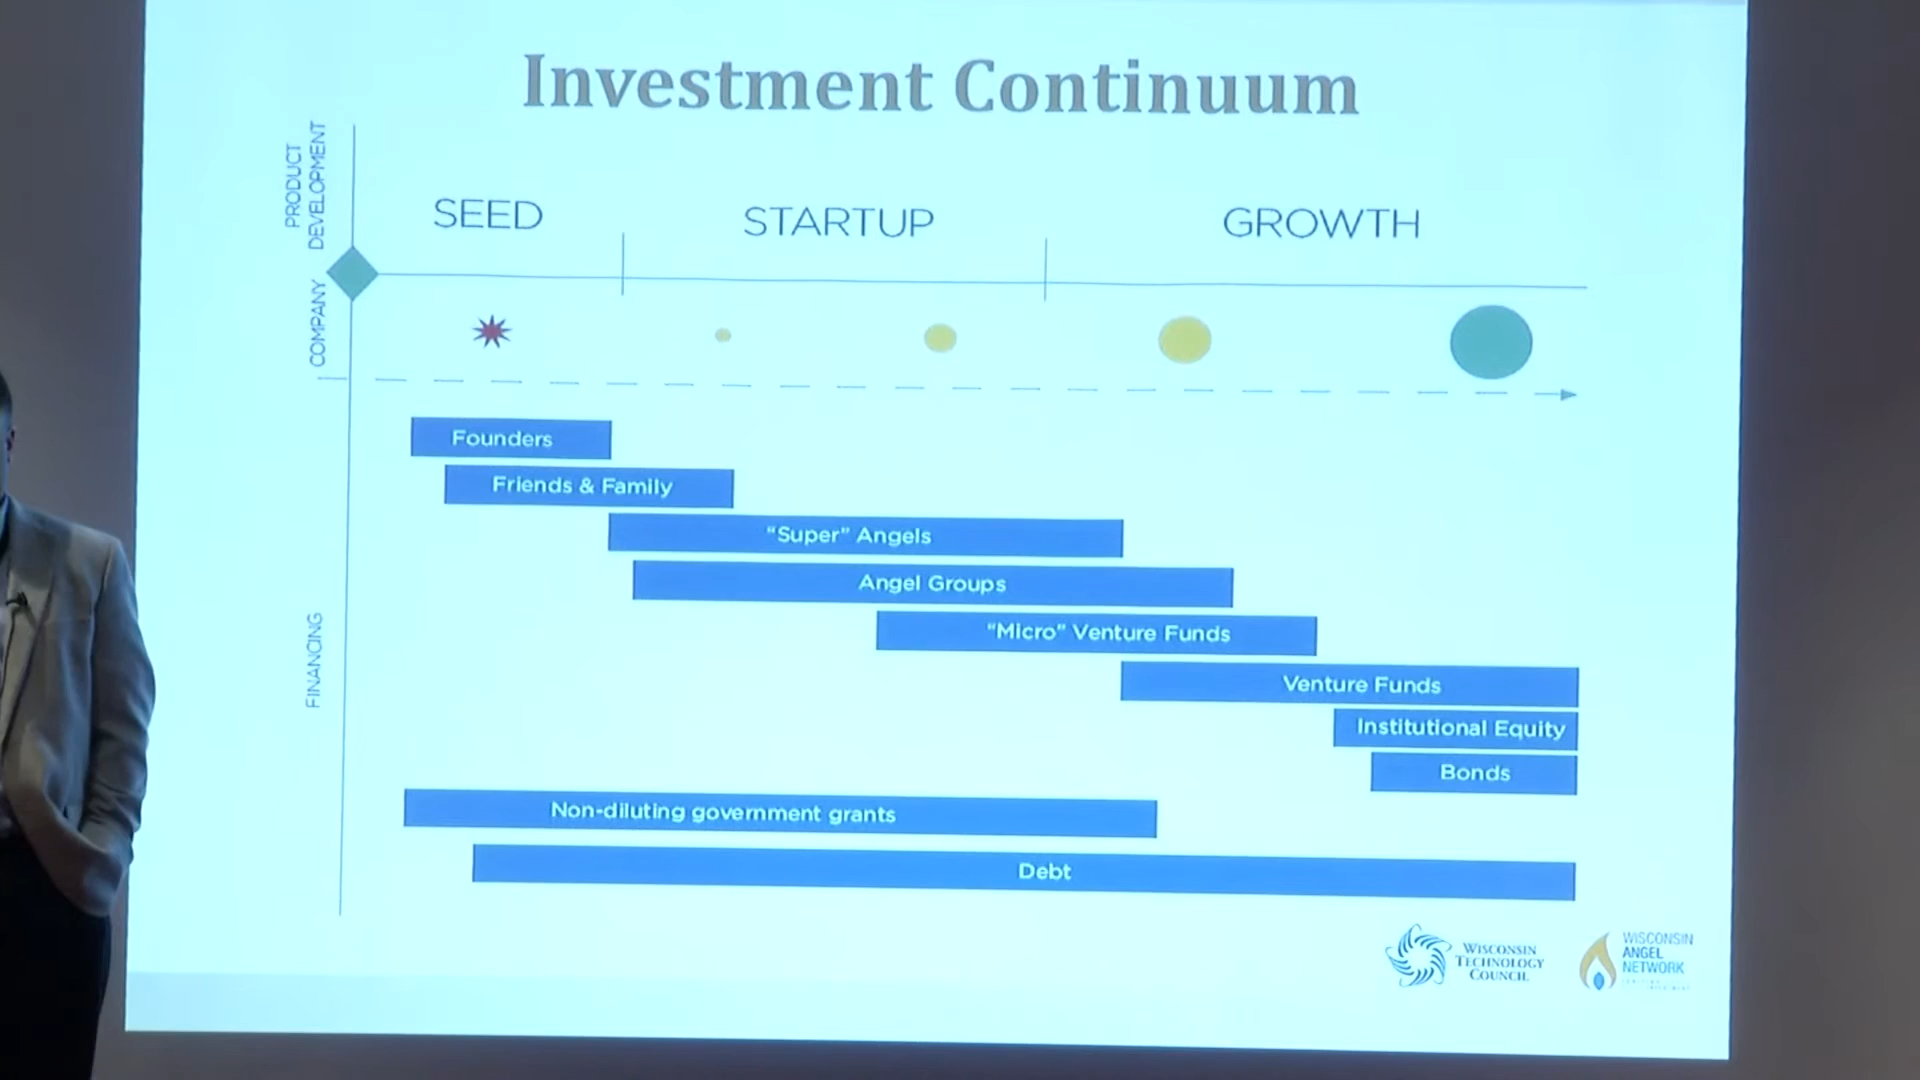 Investment Continuum
PRODUCT
DEVELOPMENT
SEED
STARTUP
GROWTH
COMPANY
Founders
Friends & Family
"Super" Angels
Angel Groups
"Micro" Venture Funds
Venture Funds
Institutional Equity
Bonds
FINANCING
Non-diluting government grants
Debt
WISCONSIN
TECHNOLOGY
COUNCIL
WISCONSIN
ANGEL
NETWORK